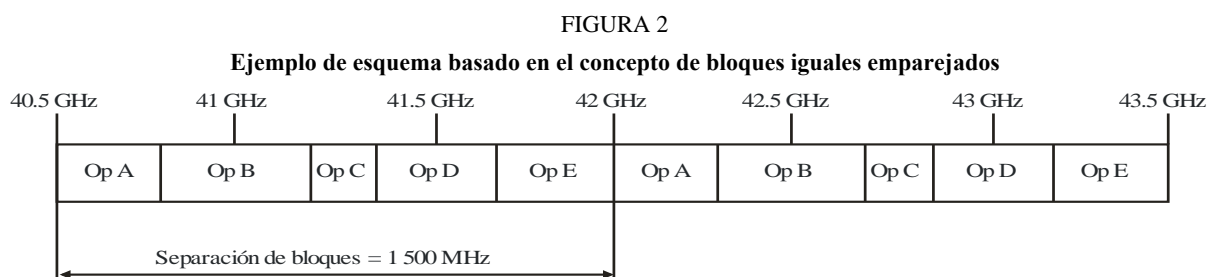 FIGURA 2
Ejemplo de esquema basado en el concepto de bloques iguales emparejados
40.5 GHz 41 GHz 41.5 GHz 42 GHz 42.5 GHz 43 GHz 43.5 GHz
Op A Op B Op C Op D Op E Op A Op B Op C Op D Op E
Separación de bloques = 1 500 MHz